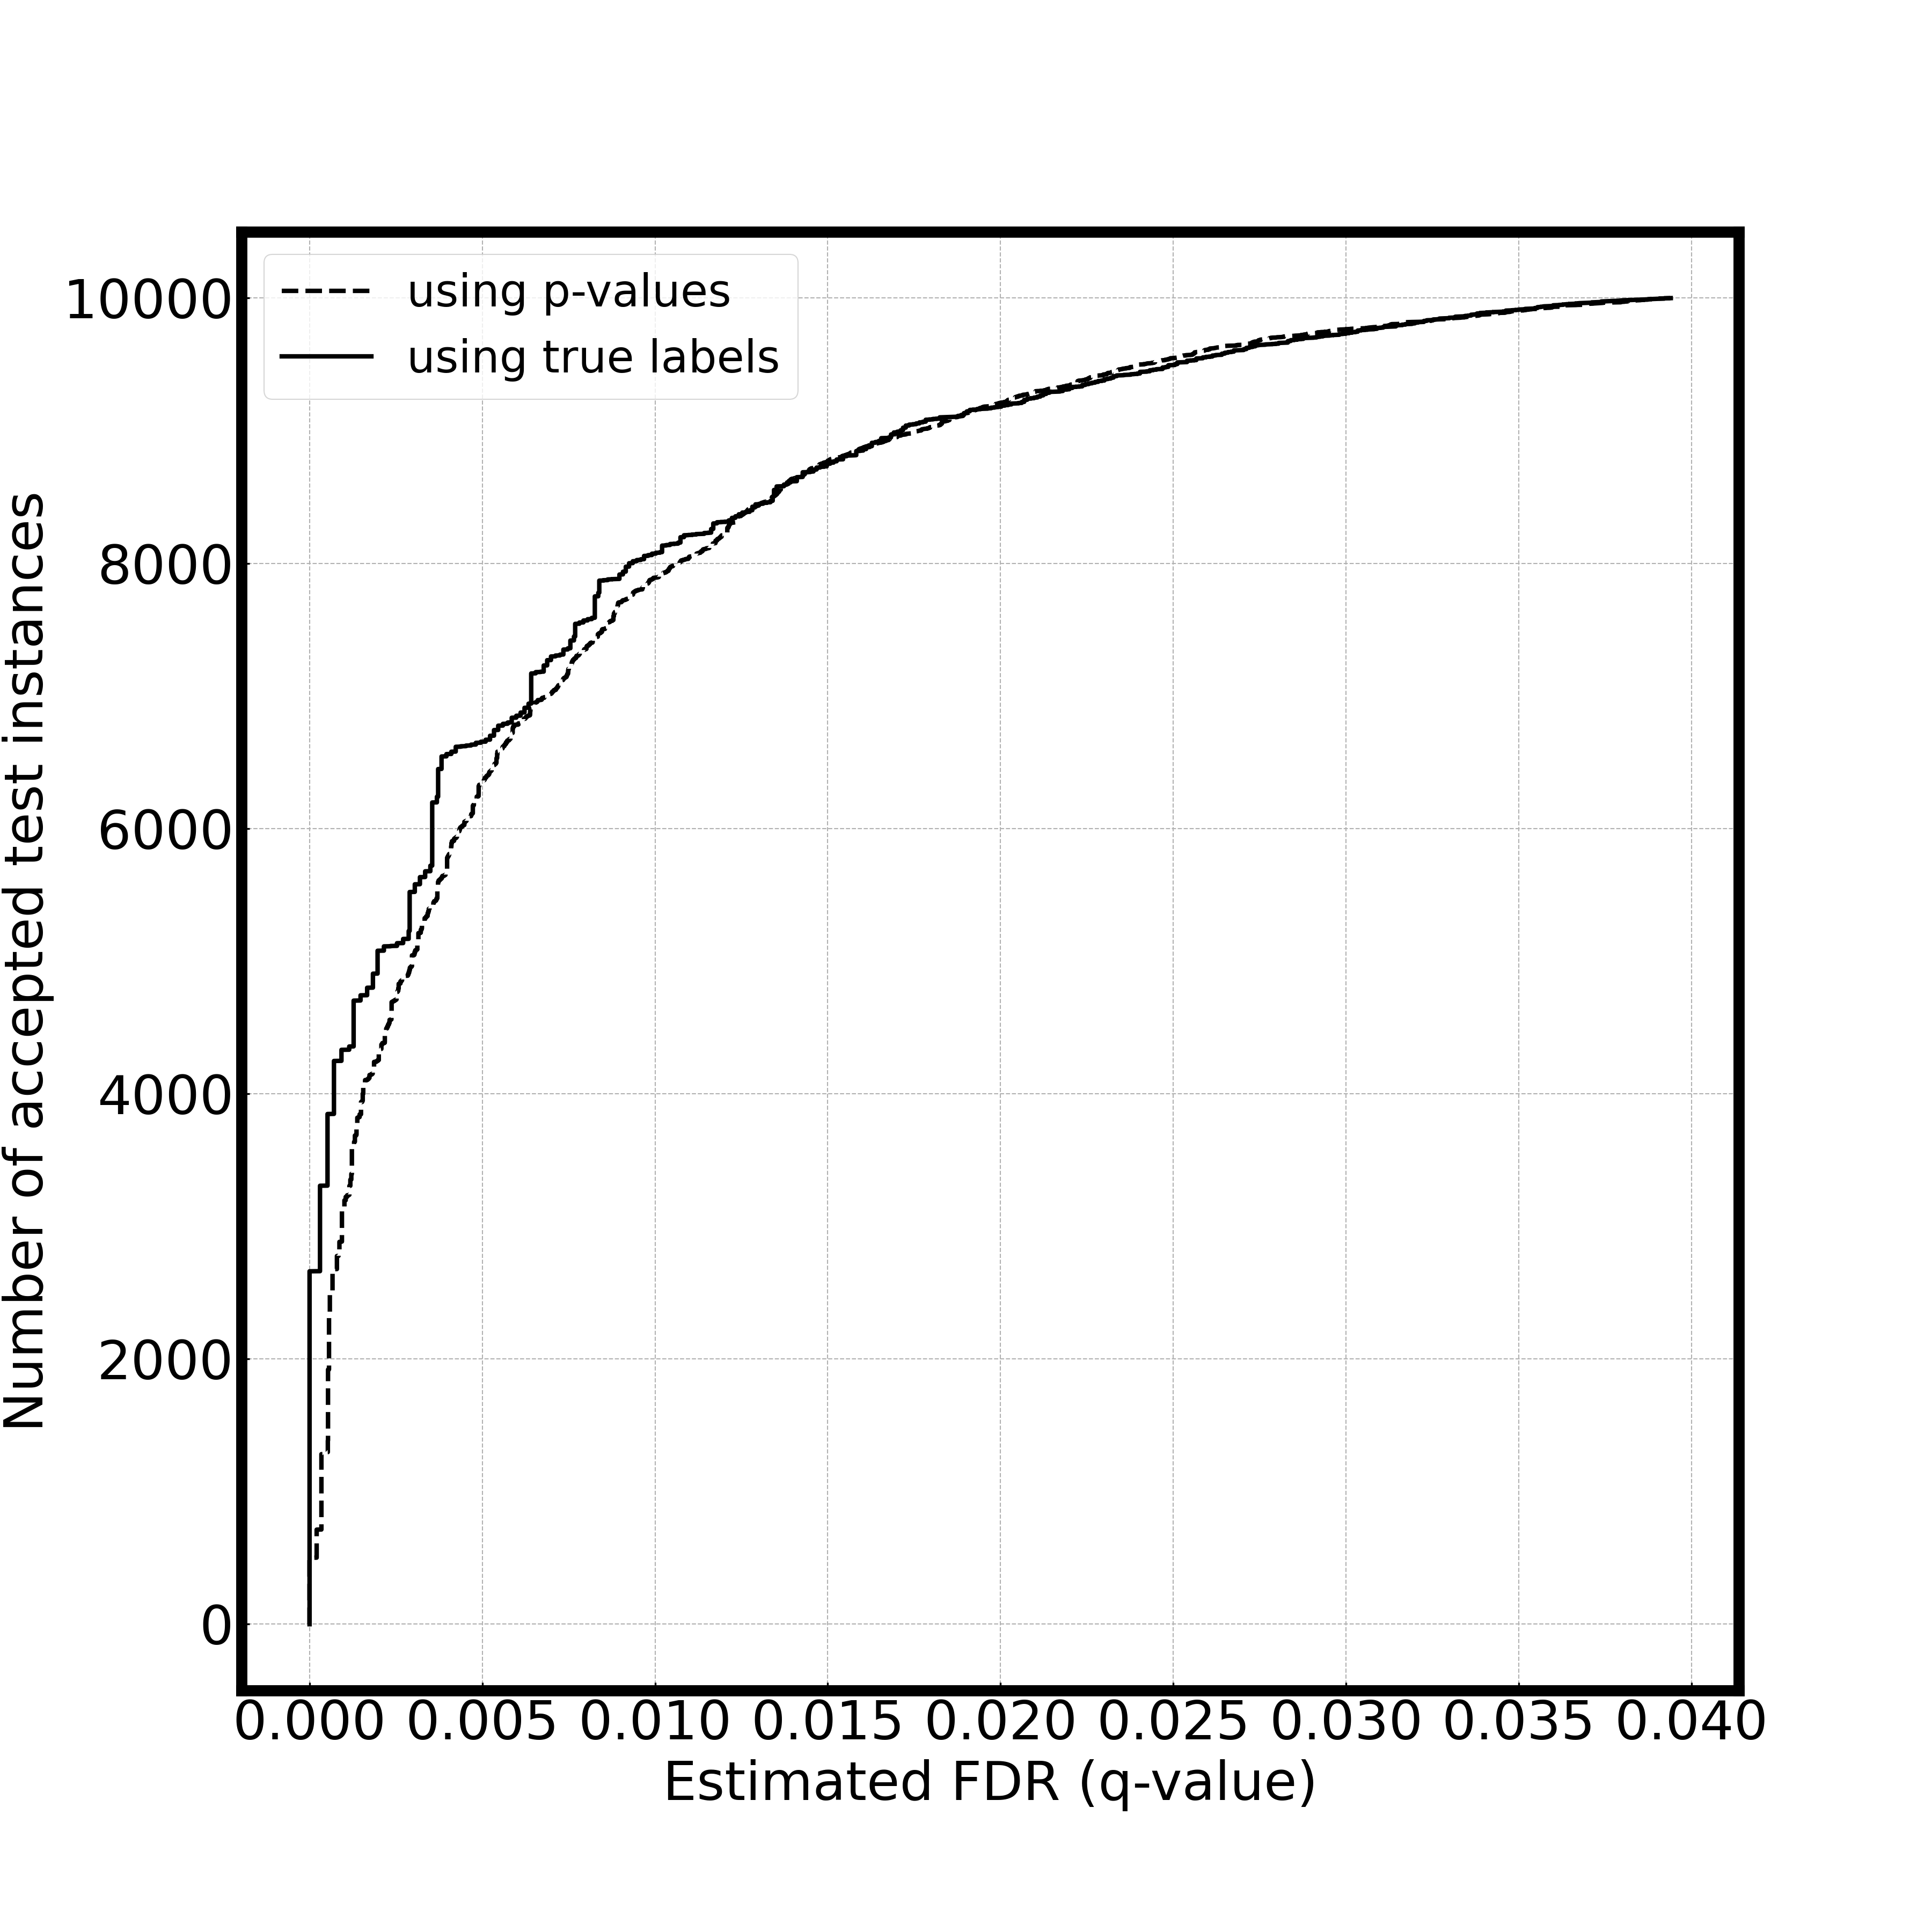 using p-values
using true labels
10000
8000
6000
4000
2000
0
Number of accepted test instances
0.000 0.005 0.010 0.015 0.020 0.025 0.030 0.035 0.040
Estimated FDR (q-value)